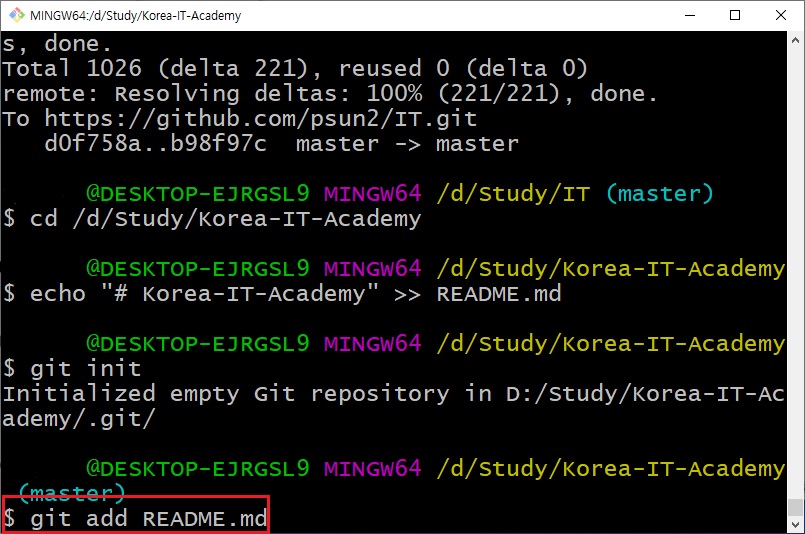 MINGW64:/d/Study/Korea-IT-Academy
s, done.
Total 1026 (delta 221), reused 0 (delta 0)
remote: Resolving deltas: 100% (221/221), done.
To https://github.com/psun2/IT.git
   d0f758a..b98f97c  master -> master
@DESKTOP-EJRGSL9 MINGW64 /d/Study/IT (master)
$ cd /d/Study/Korea-IT-Academy
@DESKTOP-EJRGSL9 MINGW64 /d/Study/Korea-IT-Academy
$ echo "# Korea-IT-Academy" >> README.md
@DESKTOP-EJRGSL9 MINGW64 /d/Study/Korea-IT-Academy
$ git init
Initialized empty Git repository in D:/Study/Korea-IT-Ac
ademy/.git/
@DESKTOP-EJRGSL9 MINGW64 /d/Study/Korea-IT-Academy
(master)
$ git add README.md